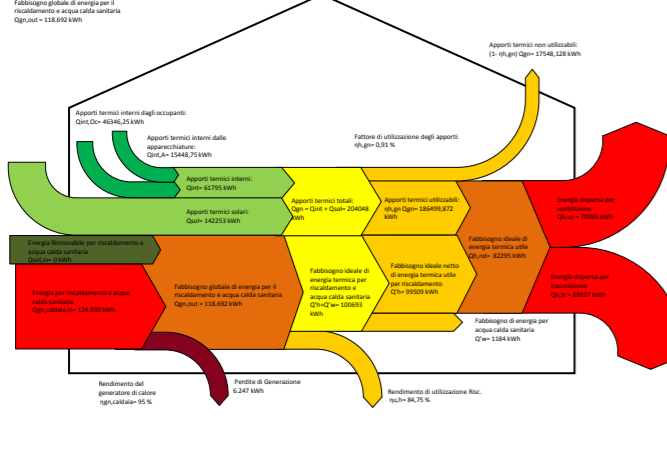 Fabbisogno globale di energia per il
riscaldamento e acqua calda sanitaria
Qgn,out = 118.692 kWh
Apporti termici non utilizzabili:
(1- ηh,gn) Qgn= 17548,128 kWh
Apporti termici interni dagli occupanti:
Qint,Oc= 46346,25 kWh
Apporti termici interni dalle
apparecchiature:
Qint,A= 15448,75 kWh
Fattore di utilizzazione degli apporti:
ηh,gn= 0,91 %
Apporti termici interni:
Qint= 61795 kWh
Apporti termici solari:
Qsol= 142253 kWh
Apporti termici totali:
Qgn = Qint + Qsol= 204048
kWh
Apporti termici utilizzabili:
ηh,gn Qgn= 186499,872
kWh
Energia dispersa per
ventilazione
Qh,ve = 70083 kWh
Fabbisogno ideale di
energia termica utile
Qh,nd= 82295 kWh
Energia Rinnovabile per riscaldamento e
acqua calda sanitaria
Qsol,in= 0 kWh
Energia per riscaldamento e acqua
calda sanitaria
Qgn,caldaia,in= 124.939 kWh
Fabbisogno globale di energia per il
riscaldamento e acqua calda sanitaria
Qgn,out = 118.692 kWh
Fabbisogno ideale di
energia termica per
riscaldamento e
acqua calda sanitaria
Q'h+Q'w= 100693
kWh
Fabbisogno ideale netto
di energia termica utile
per riscaldamento
Q'h= 99509 kWh
Energia dispersa per
trasmissione
Qh,tr = 89927 kWh
Fabbisogno di energia per
acqua calda sanitaria
Q'w= 1184 kWh
Rendimento del
generatore di calore
ηgn,caldaia= 95 %
Perdite di Generazione
6.247 kWh
Rendimento di utilizzazione Risc.
ηu,h= 84,75 %